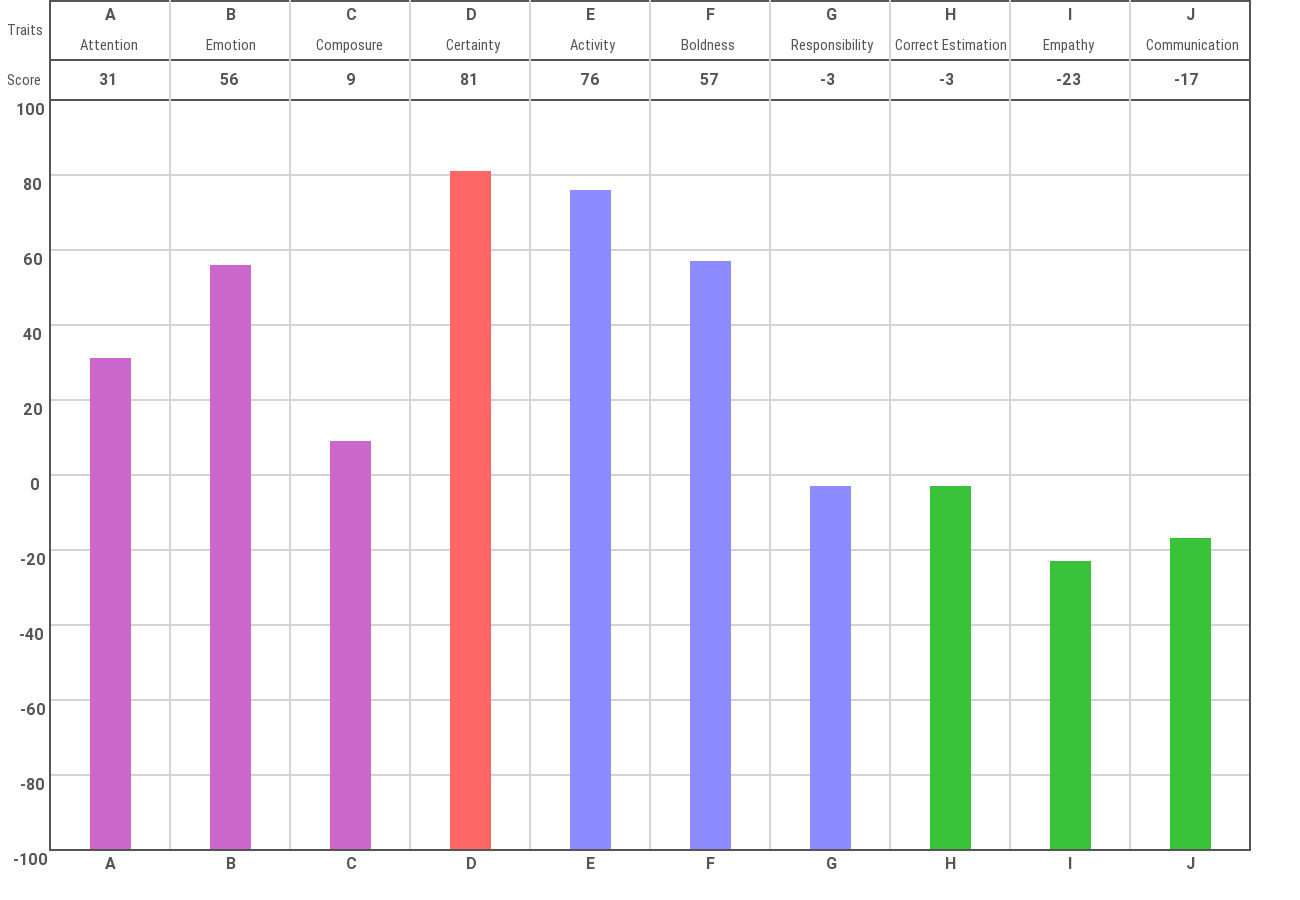 Traits A B C D E F G H I J
Attention Emotion Composure Certainty Activity Boldness Responsibility Correct Estimation Empathy Communication
Score 31 56 9 81 76 57 -3 -3 -23 -17
100
80
60
40
20
0
-20
-40
-60
-80
-100
A B C D E F G H I J